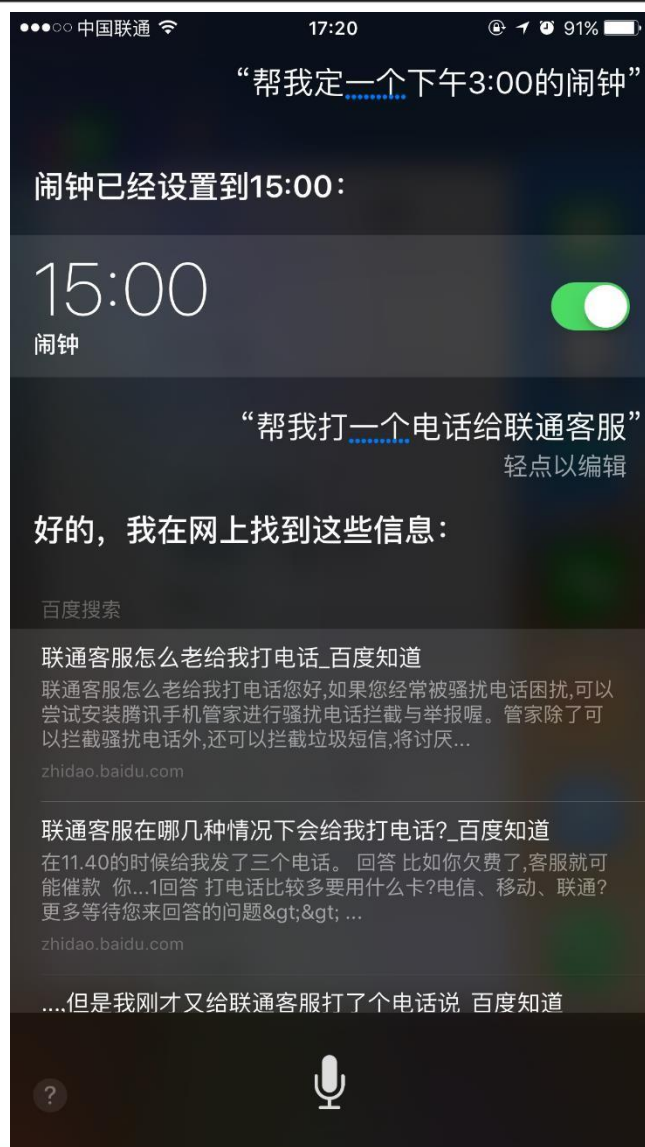 中国联通 17:20 91%
“帮我定一个下午3:00的闹钟”
闹钟已经设置到15:00：
15:00
闹钟
“帮我打一个电话给联通客服”
轻点以编辑
好的，我在网上找到这些信息：
百度搜索
联通客服怎么老给我打电话_百度知道
联通客服怎么老给我打电话您好,如果您经常被骚扰电话困扰,可以
尝试安装腾讯手机管家进行骚扰电话拦截与举报喔。管家除了可
以拦截骚扰电话外,还可以拦截垃圾短信,将讨厌...
zhidao.baidu.com
联通客服在哪几种情况下会给我打电话?_百度知道
在11.40的时候给我发了三个电话。 回答 比如你欠费了,客服就可
能催款 你...1回答 打电话比较多要用什么卡?电信、移动、联通?
更多等待您来回答的问题&gt;&gt; ...
zhidao.baidu.com
...,但是我刚才又给联通客服打了个电话说_百度知道
?